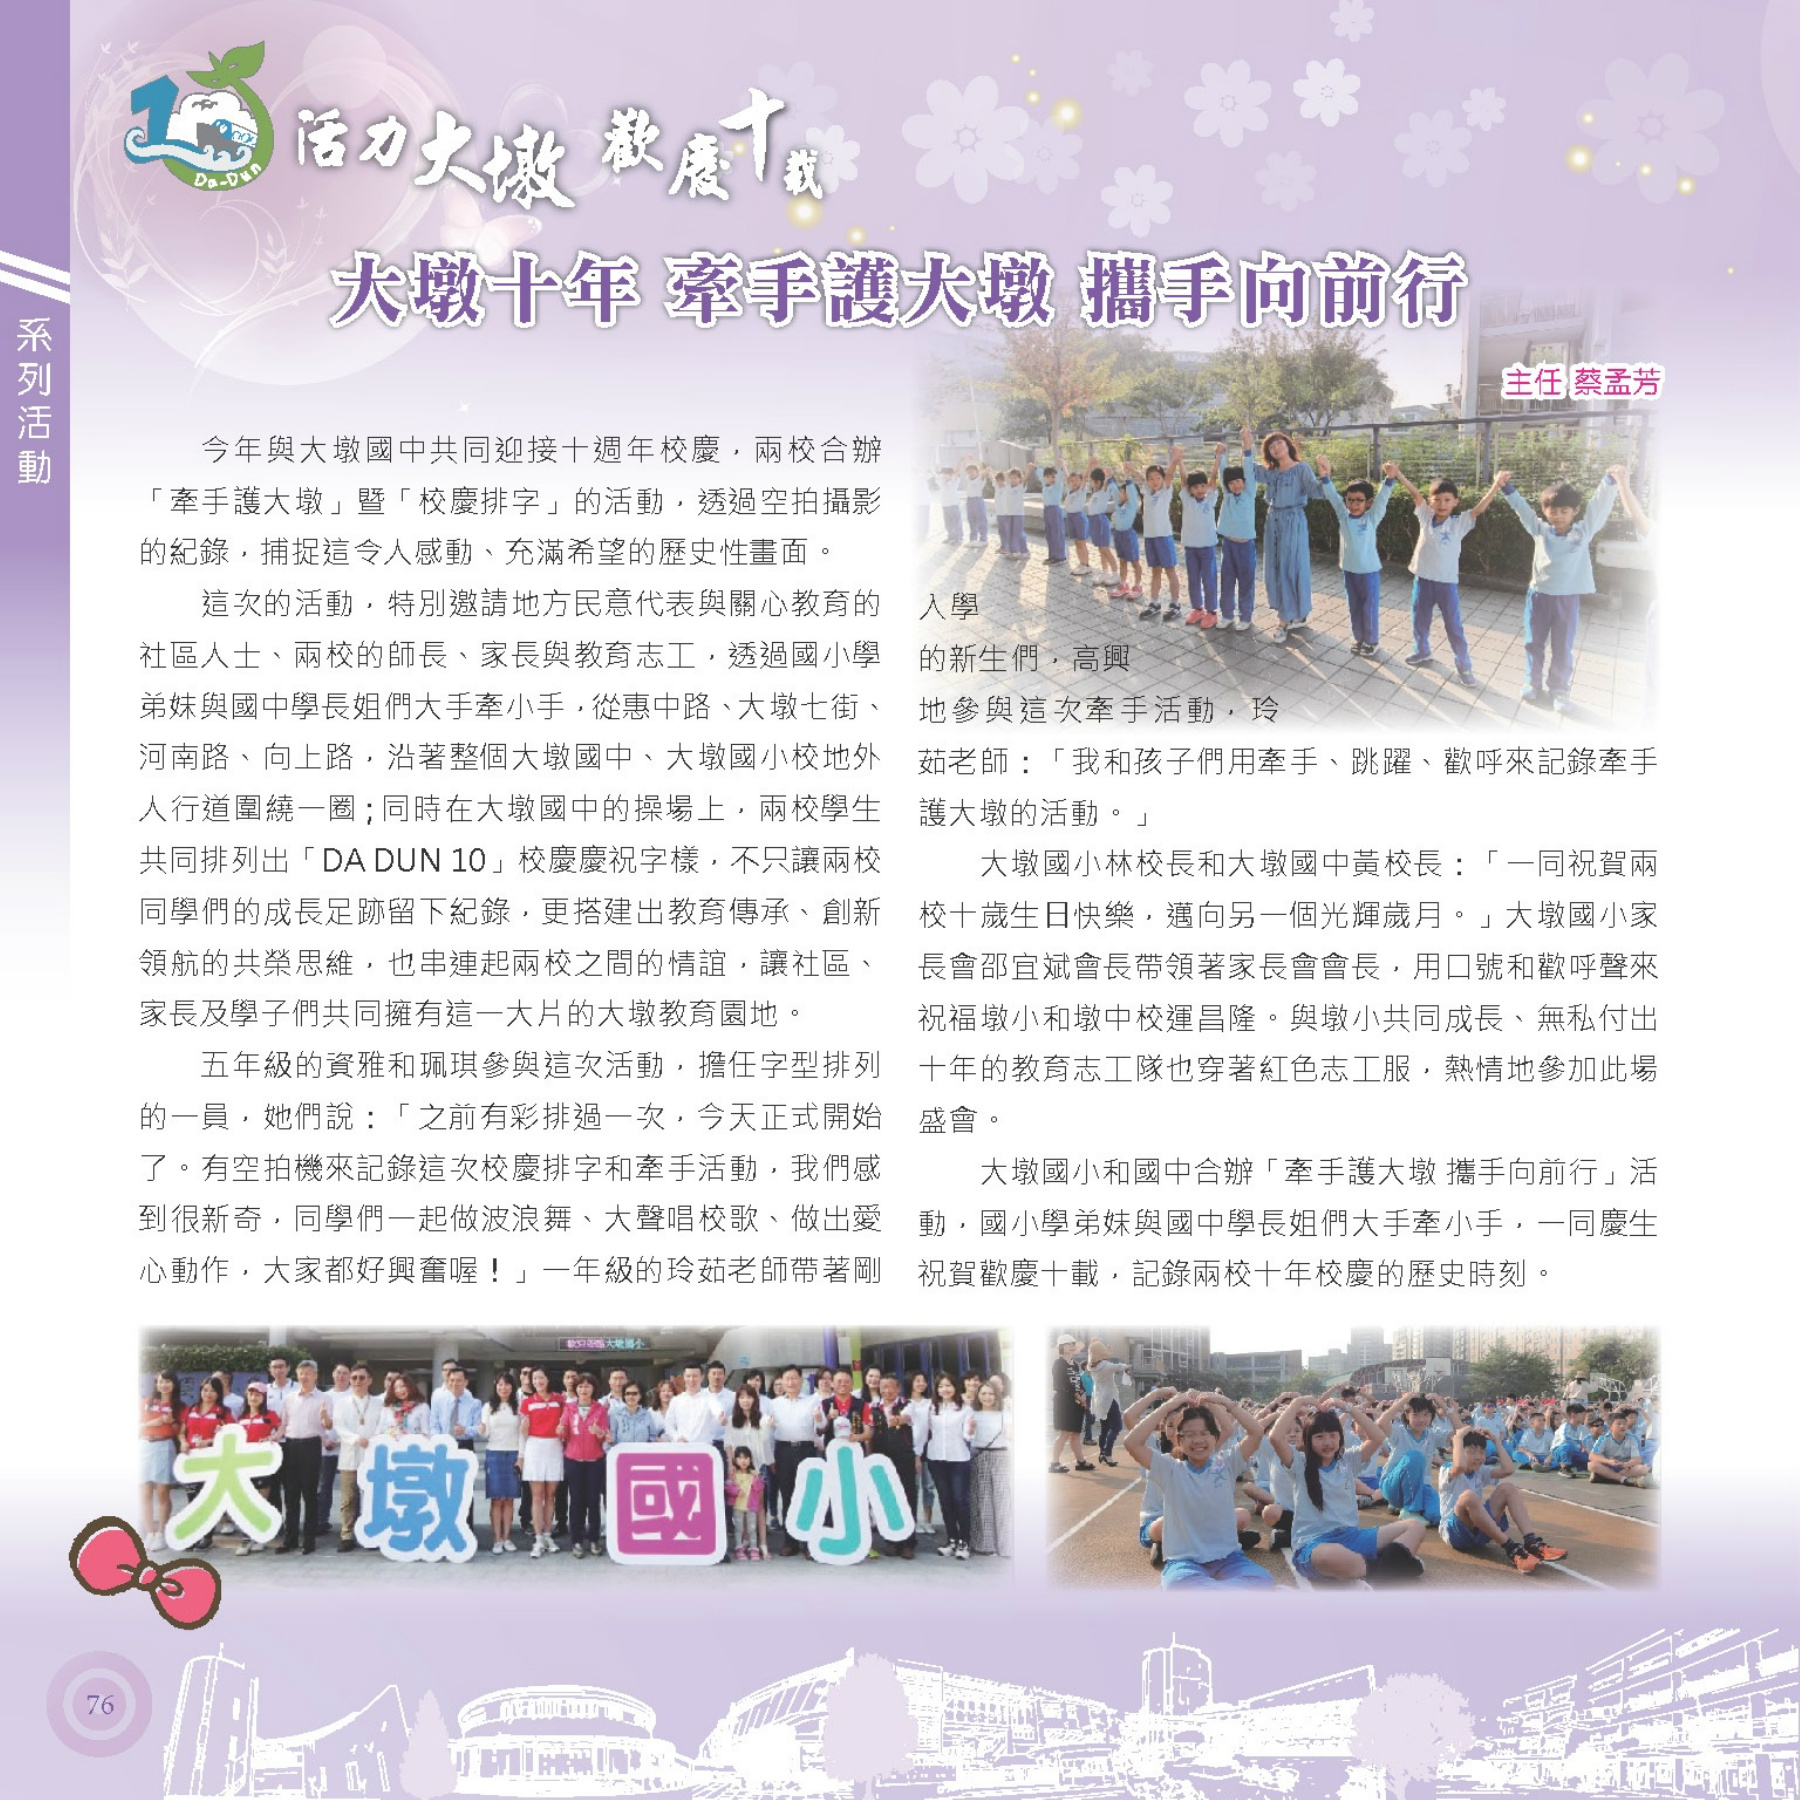 活力大墩 歡慶十載
Da-Dun
大墩十年 牽手護大墩 攜手向前行
系列活動
主任 蔡孟芳
今年與大墩國中共同迎接十週年校慶，兩校合辦
「牽手護大墩」暨「校慶排字」的活動，透過空拍攝影
的紀錄，捕捉這令人感動、充滿希望的歷史性畫面。
這次的活動，特別邀請地方民意代表與關心教育的
社區人士、兩校的師長、家長與教育志工，透過國小學
弟妹與國中學長姐們大手牽小手，從惠中路、大墩七街、
河南路、向上路，沿著整個大墩國中、大墩國小校地外
人行道圍繞一圈；同時在大墩國中的操場上，兩校學生
共同排列出「DA DUN 10」校慶慶祝字樣，不只讓兩校
同學們的成長足跡留下紀錄，更搭建出教育傳承、創新
領航的共榮思維，也串連起兩校之間的情誼，讓社區、
家長及學子們共同擁有這一大片的大墩教育園地。
五年級的資雅和珮琪參與這次活動，擔任字型排列
的一員，她們說：「之前有彩排過一次，今天正式開始
了。有空拍機來記錄這次校慶排字和牽手活動，我們感
到很新奇，同學們一起做波浪舞、大聲唱校歌、做出愛
心動作，大家都好興奮喔！」一年級的玲茹老師帶著剛
入學
的新生們，高興
地參與這次牽手活動，玲
茹老師：「我和孩子們用牽手、跳躍、歡呼來記錄牽手
護大墩的活動。」
大墩國小林校長和大墩國中黃校長：「一同祝賀兩
校十歲生日快樂，邁向另一個光輝歲月。」大墩國小家
長會邵宜斌會長帶領著家長會會長，用口號和歡呼聲來
祝福墩小和墩中校運昌隆。與墩小共同成長、無私付出
十年的教育志工隊也穿著紅色志工服，熱情地參加此場
盛會。
大墩國小和國中合辦「牽手護大墩 攜手向前行」活
動，國小學弟妹與國中學長姐們大手牽小手，一同慶生
祝賀歡慶十載，記錄兩校十年校慶的歷史時刻。
大墩國小
76